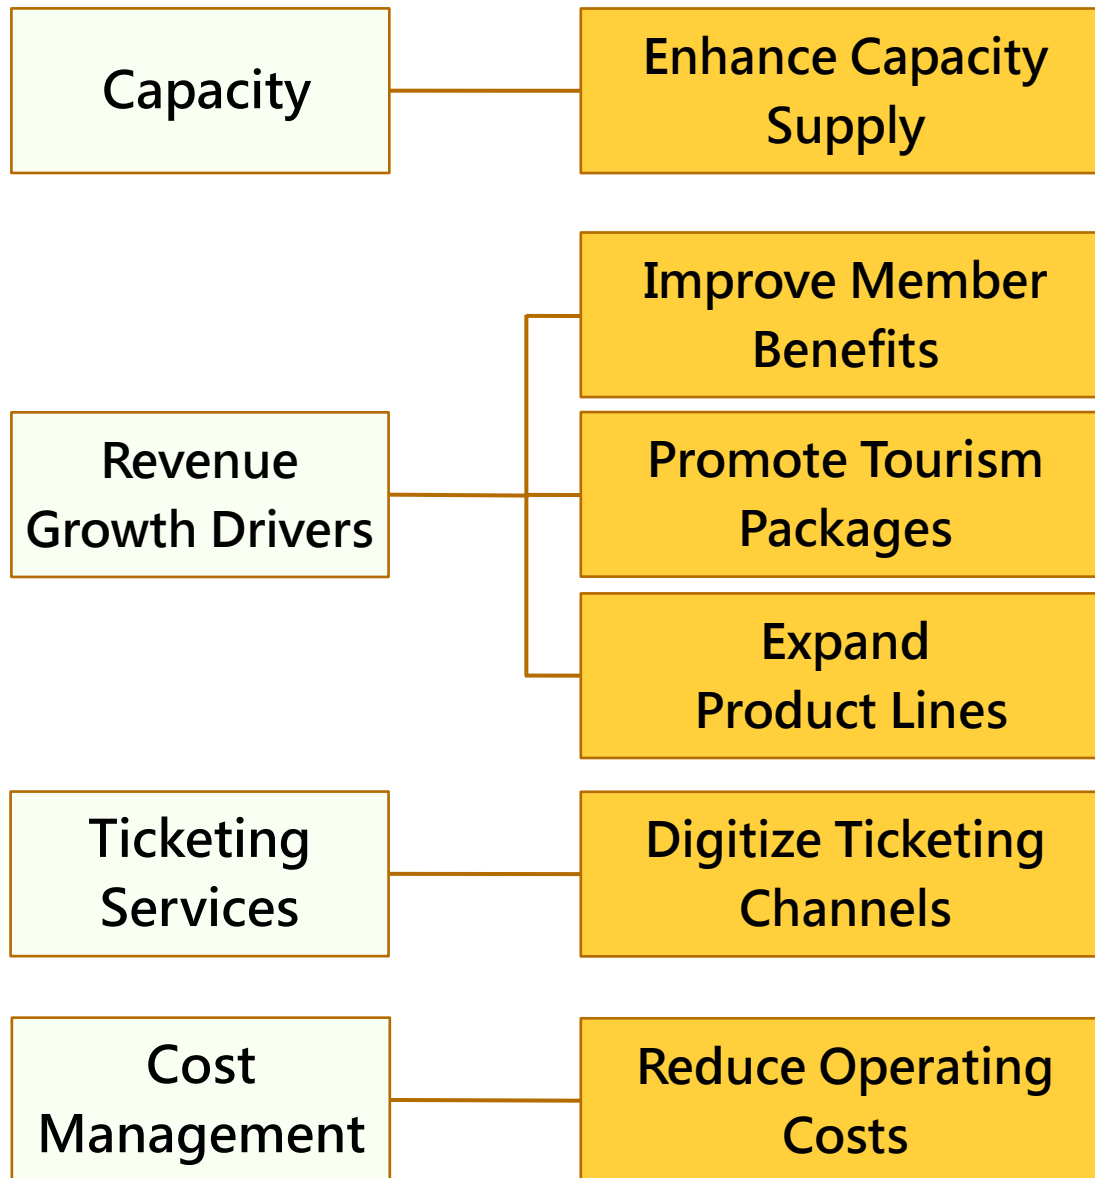 Capacity
Enhance Capacity
Supply
Revenue
Growth Drivers
Improve Member
Benefits
Promote Tourism
Packages
Expand
Product Lines
Ticketing
Services
Digitize Ticketing
Channels
Cost
Management
Reduce Operating
Costs